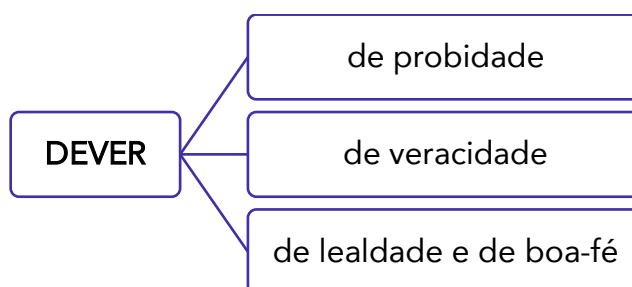 DEVER
de probidade
de veracidade
de lealdade e de boa-fé